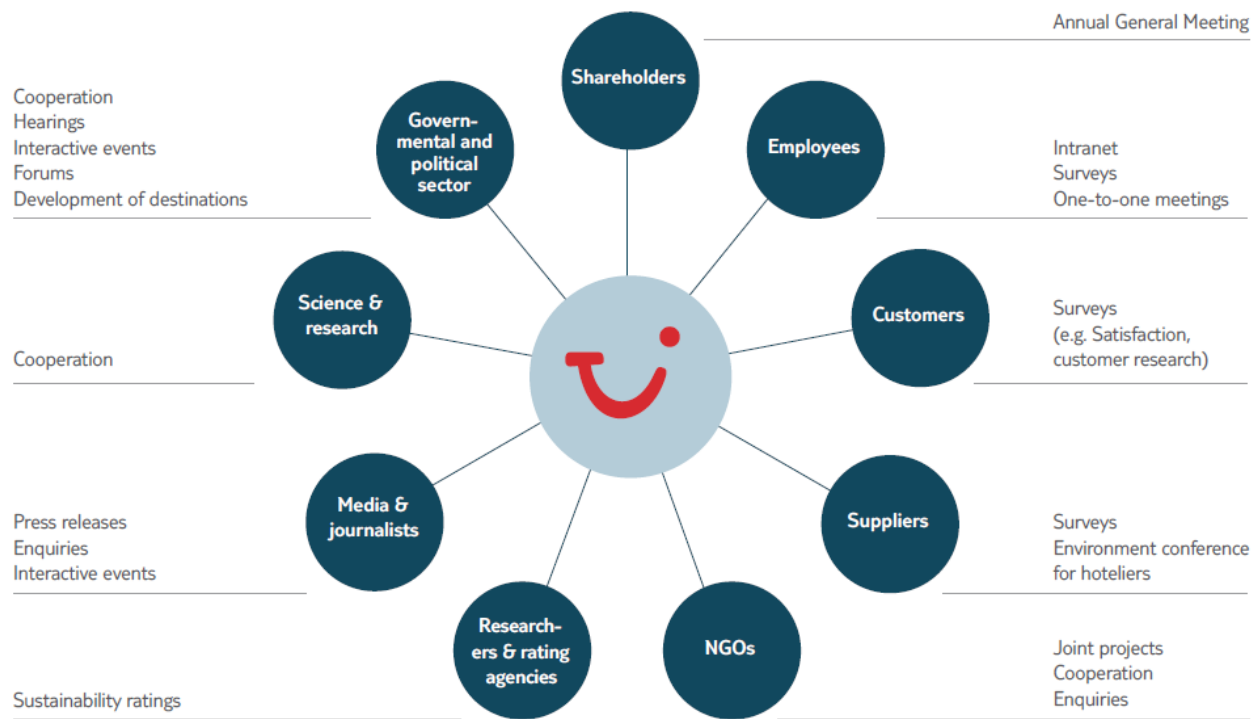 Annual General Meeting
Shareholders
Cooperation
Hearings
Interactive events
Forums
Development of destinations
Govern-
mental and
political
sector
Employees
Intranet
Surveys
One-to-one meetings
Science &
research
Cooperation
Customers
Surveys
(e.g. Satisfaction,
customer research)
Media &
journalists
Press releases
Enquiries
Interactive events
Suppliers
Surveys
Environment conference
for hoteliers
Research-
ers & rating
agencies
Sustainability ratings
NGOs
Joint projects
Cooperation
Enquiries